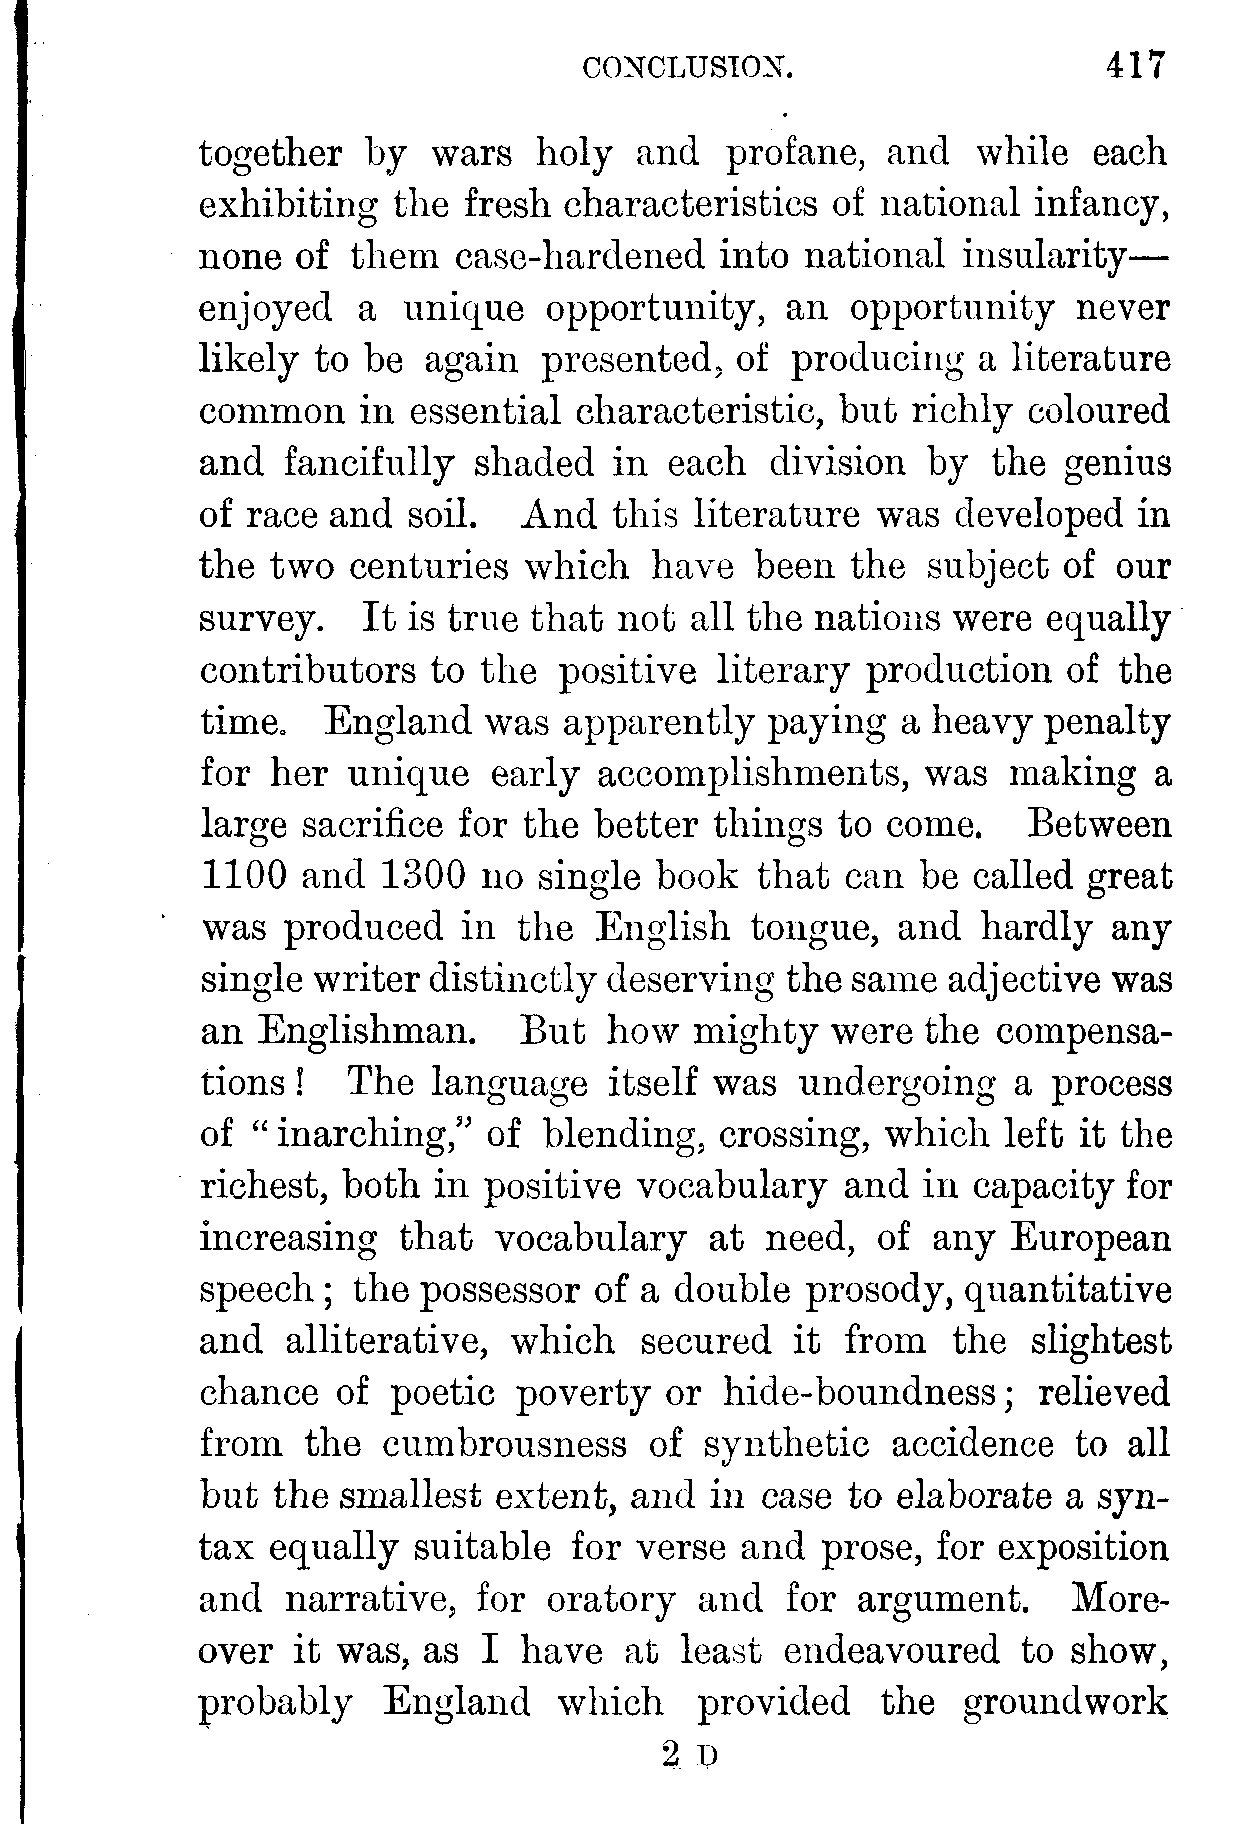 CONCLUSION. 417
together by wars holy and profane, and while each
exhibiting the fresh characteristics of national infancy,
none of them case-hardened into national insularity—
enjoyed a unique opportunity, an opportunity never
likely to be again presented, of producing a literature
common in essential characteristic, but richly coloured
and fancifully shaded in each division by the genius
of race and soil. And this literature was developed in
the two centuries which have been the subject of our
survey. It is true that not all the nations were equally
contributors to the positive literary production of the
time. England was apparently paying a heavy penalty
for her unique early accomplishments, was making a
large sacrifice for the better things to come. Between
1100 and 1300 no single book that can be called great
was produced in the English tongue, and hardly any
single writer distinctly deserving the same adjective was
an Englishman. But how mighty were the compensa-
tions! The language itself was undergoing a process
of “inarching,” of blending, crossing, which left it the
richest, both in positive vocabulary and in capacity for
increasing that vocabulary at need, of any European
speech; the possessor of a double prosody, quantitative
and alliterative, which secured it from the slightest
chance of poetic poverty or hide-boundness; relieved
from the cumbrousness of synthetic accidence to all
but the smallest extent, and in case to elaborate a syn-
tax equally suitable for verse and prose, for exposition
and narrative, for oratory and for argument. More-
over it was, as I have at least endeavoured to show,
probably England which provided the groundwork
2 D